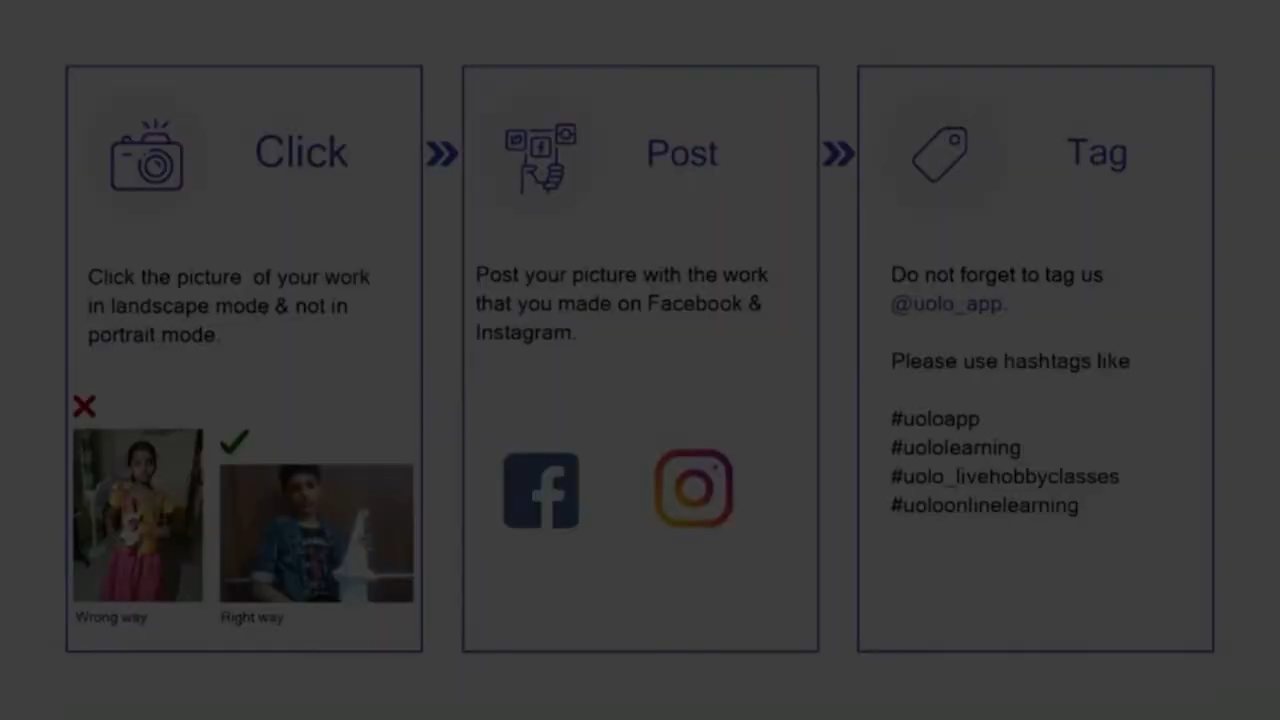 Click
Click the picture of your work
in landscape mode & not in
portrait mode.
Wrong way
Right way
Post
Post your picture with the work
that you made on Facebook &
Instagram.
Tag
Do not forget to tag us
@uolo_app.
Please use hashtags like
#uoloapp
#uololearning
#uolo_livehobbyclasses
#uoloonlinelearning